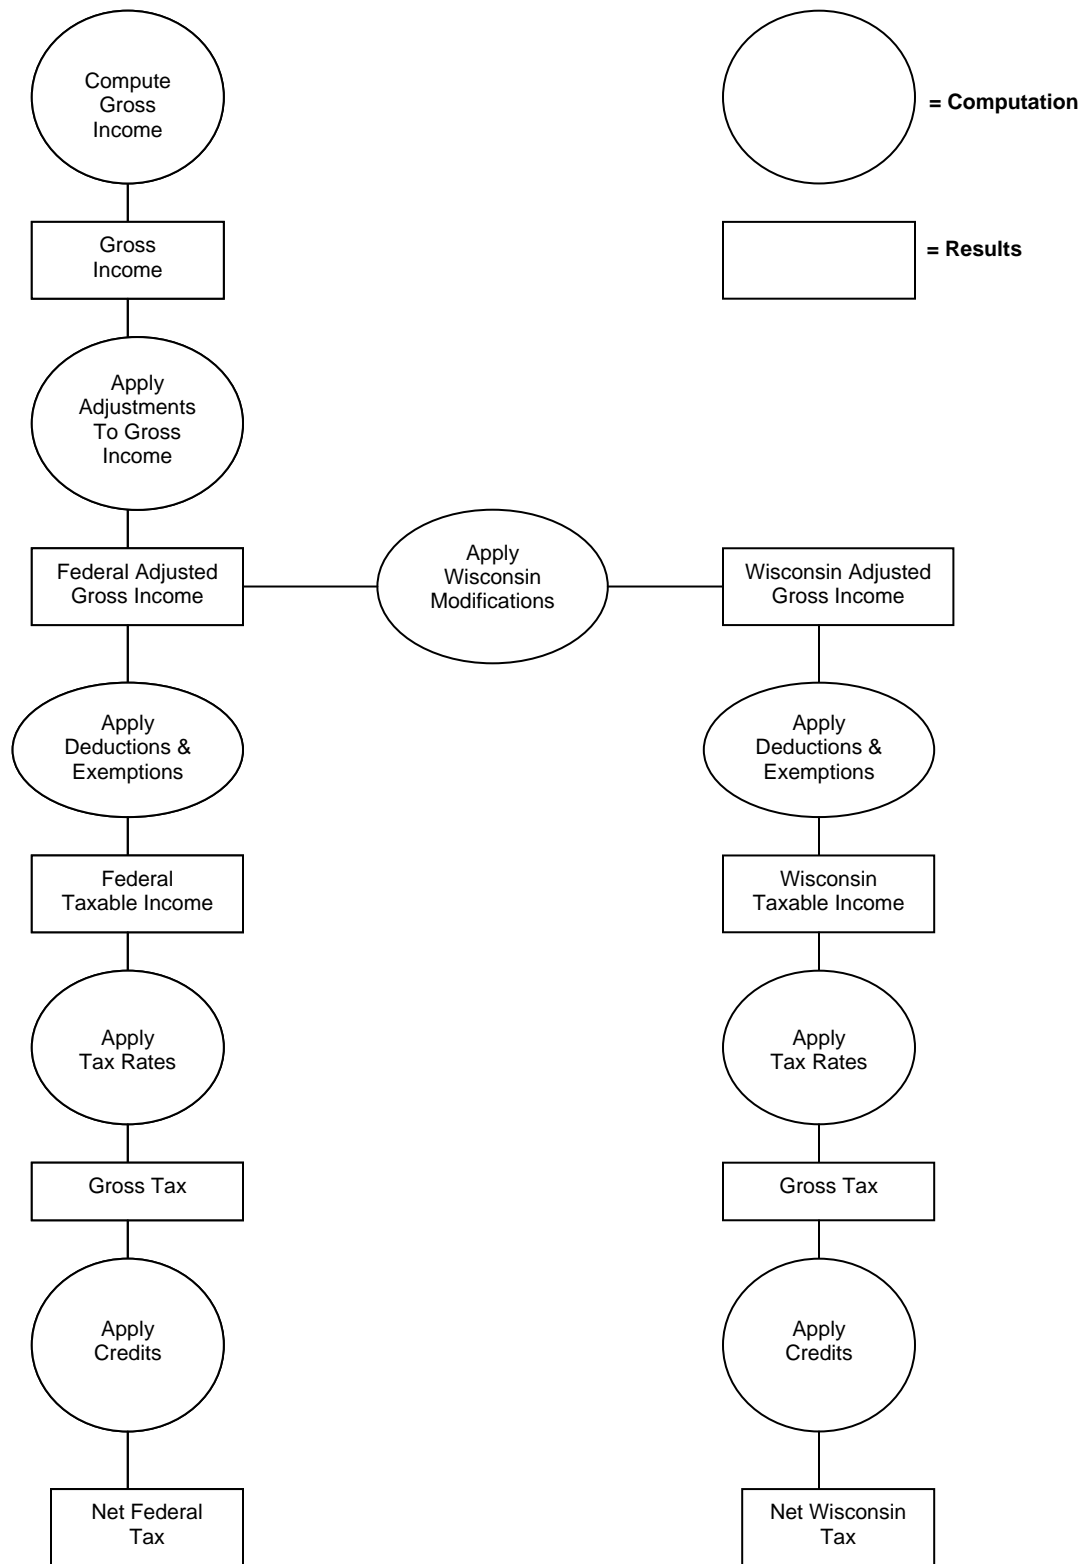 Compute
Gross
Income
= Computation
Gross
Income
= Results
Apply
Adjustments
To Gross
Income
Federal Adjusted
Gross Income
Apply
Wisconsin
Modifications
Wisconsin Adjusted
Gross Income
Apply
Deductions &
Exemptions
Apply
Deductions &
Exemptions
Federal
Taxable Income
Wisconsin
Taxable Income
Apply
Tax Rates
Apply
Tax Rates
Gross Tax
Gross Tax
Apply
Credits
Apply
Credits
Net Federal
Tax
Net Wisconsin
Tax